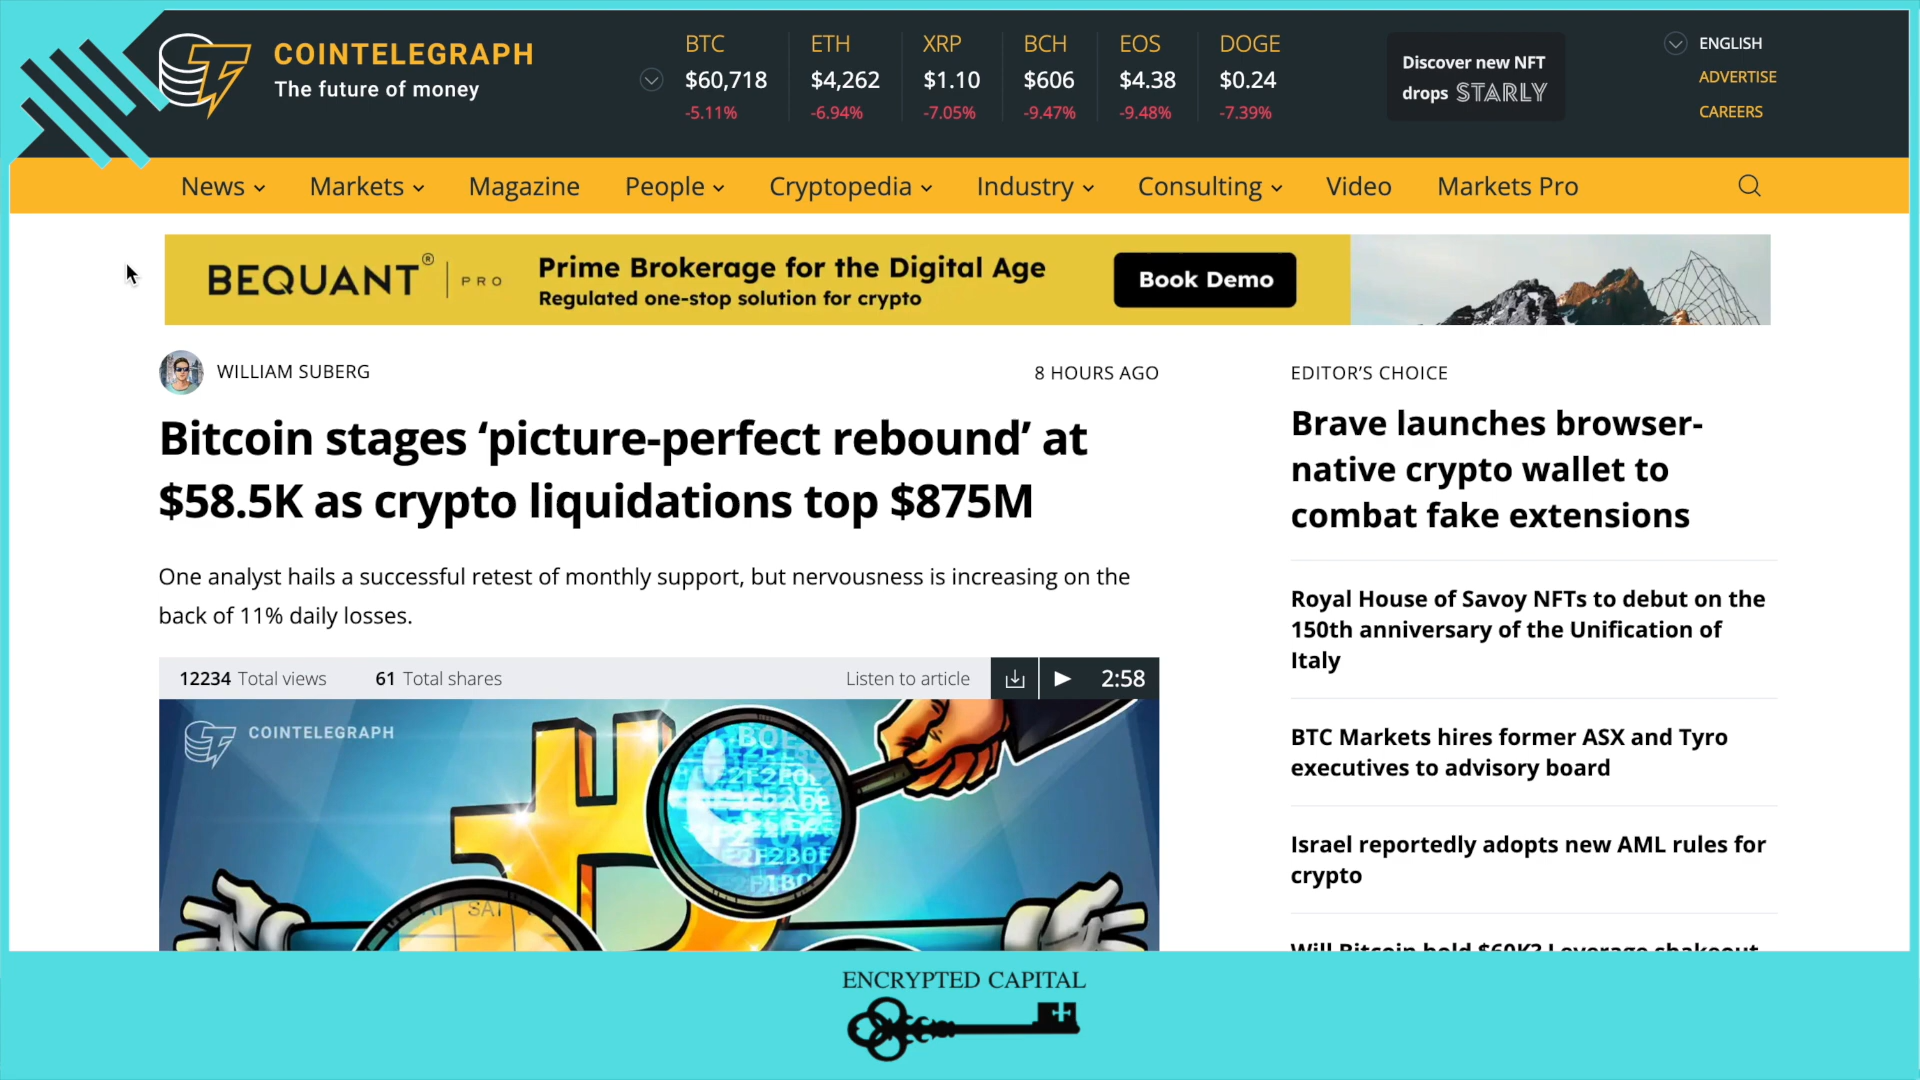 COINTELEGRAPH
The future of money
BTC
$60,718
-5.11%
ETH
$4,262
-6.94%
XRP
$1.10
-7.05%
BCH
$606
-9.47%
EOS
$4.38
-9.48%
DOGE
$0.24
-7.39%
Discover new NFT
drops STARLY
ENGLISH
ADVERTISE
CAREERS
News Markets Magazine People Cryptopedia Industry Consulting Video Markets Pro
BEQUANT® PRO
Prime Brokerage for the Digital Age
Regulated one-stop solution for crypto
Book Demo
WILLIAM SUBERG
8 HOURS AGO
Bitcoin stages ‘picture-perfect rebound’ at
$58.5K as crypto liquidations top $875M
One analyst hails a successful retest of monthly support, but nervousness is increasing on the
back of 11% daily losses.
12234 Total views 61 Total shares Listen to article 2:58
COINTELEGRAPH
EDITOR’S CHOICE
Brave launches browser-
native crypto wallet to
combat fake extensions
Royal House of Savoy NFTs to debut on the
150th anniversary of the Unification of
Italy
BTC Markets hires former ASX and Tyro
executives to advisory board
Israel reportedly adopts new AML rules for
crypto
Will Bitcoin hold $60K? Leverage shakeout
ENCRYPTED CAPITAL